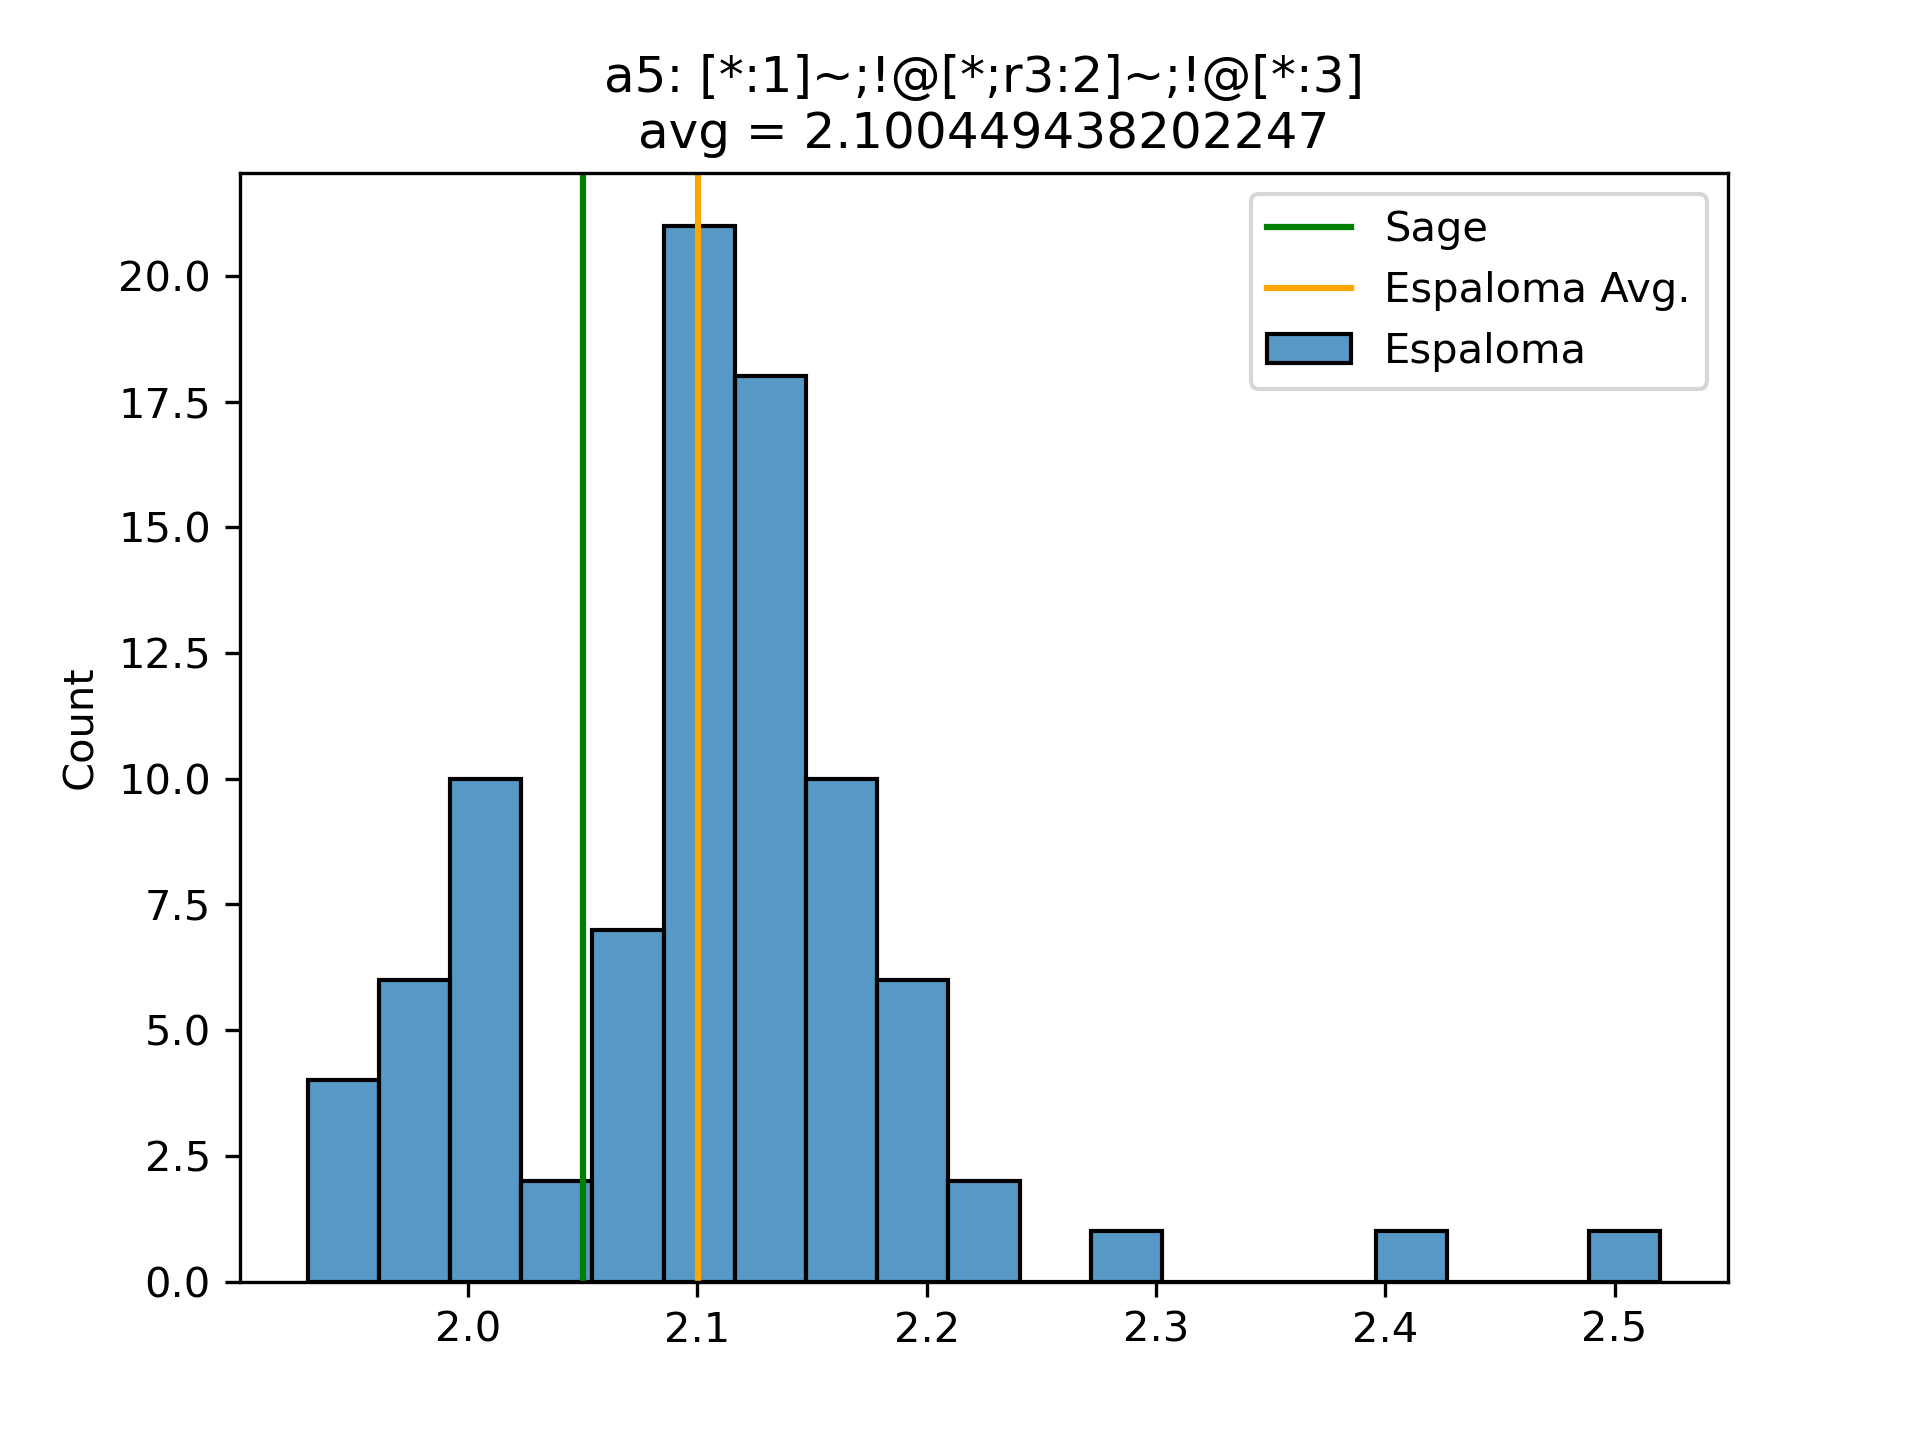 a5: [*:1]~;!@[*;r3:2]~;!@[*:3]
avg = 2.100449438202247
Sage
Espaloma Avg.
Espaloma
Count
20.0
17.5
15.0
12.5
10.0
7.5
5.0
2.5
0.0
2.0 2.1 2.2 2.3 2.4 2.5